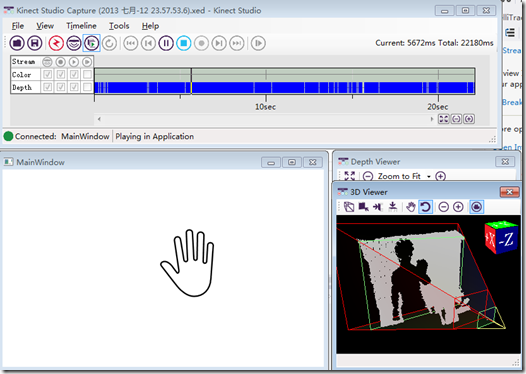 Kinect Studio Capture (2013 七月-12 23.57.53.6).xed - Kinect Studio
File View Timeline Tools Help
Current: 5672ms Total: 22180ms
Stream
Color
Depth
10sec 20sec
Connected: MainWindow Playing in Application
MainWindow
Depth Viewer
Zoom to Fit
3D Viewer
-Z